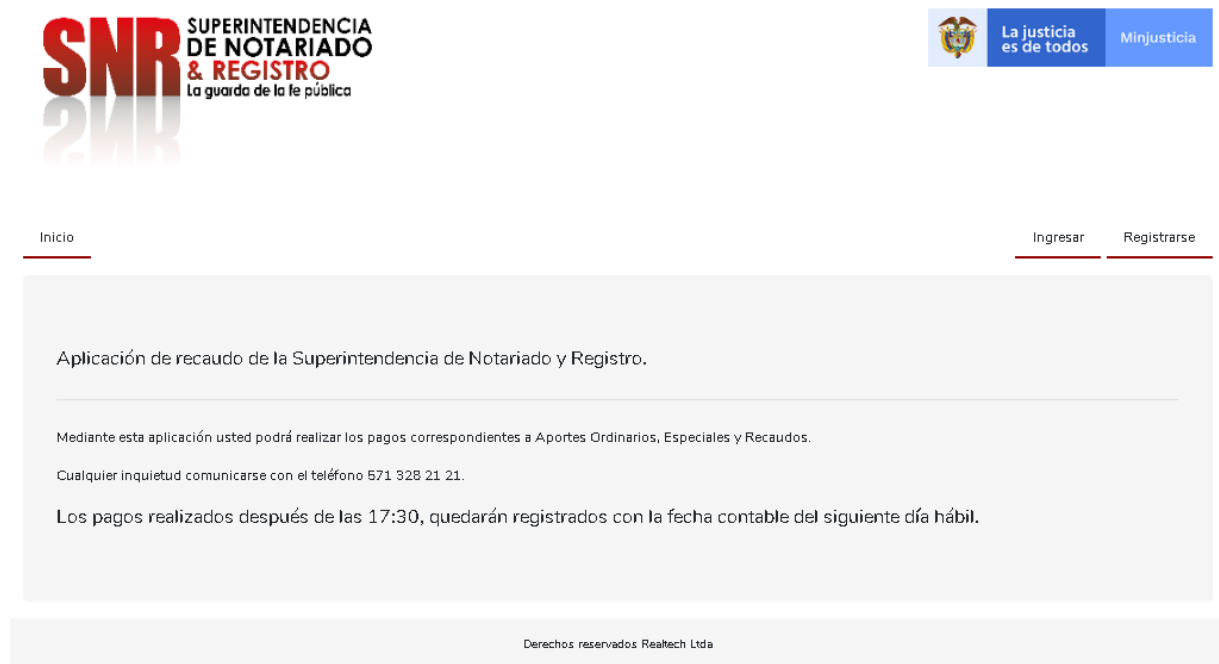 SNR SUPERINTENDENCIA
DE NOTARIADO
& REGISTRO
La guarda de la fe pública
La justicia
es de todos
Minjusticia
Inicio
Ingresar
Registrarse
Aplicación de recaudo de la Superintendencia de Notariado y Registro.
Mediante esta aplicación usted podrá realizar los pagos correspondientes a Aportes Ordinarios, Especiales y Recaudos.
Cualquier inquietud comunicarse con el teléfono 571 328 21 21.
Los pagos realizados después de las 17:30, quedarán registrados con la fecha contable del siguiente día hábil.
Derechos reservados Realtech Ltda